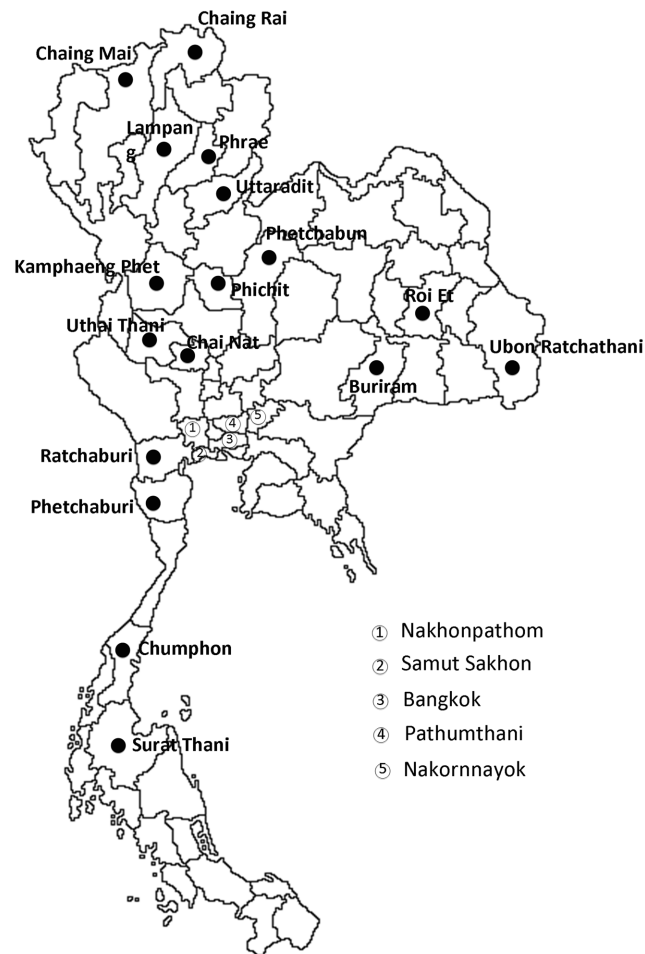 Chaing Rai
Chaing Mai
Lampan
g
Phrae
Uttaradit
Phetchabun
Kamphaeng Phet
Phichit
Roi Et
Uthai Thani
Chai Nat
Ubon Ratchathani
Buriram
5
4
1
3
2
Ratchaburi
Phetchaburi
1 Nakhonpathom
Chumphon
2 Samut Sakhon
3 Bangkok
4 Pathumthani
Surat Thani
5 Nakornnayok